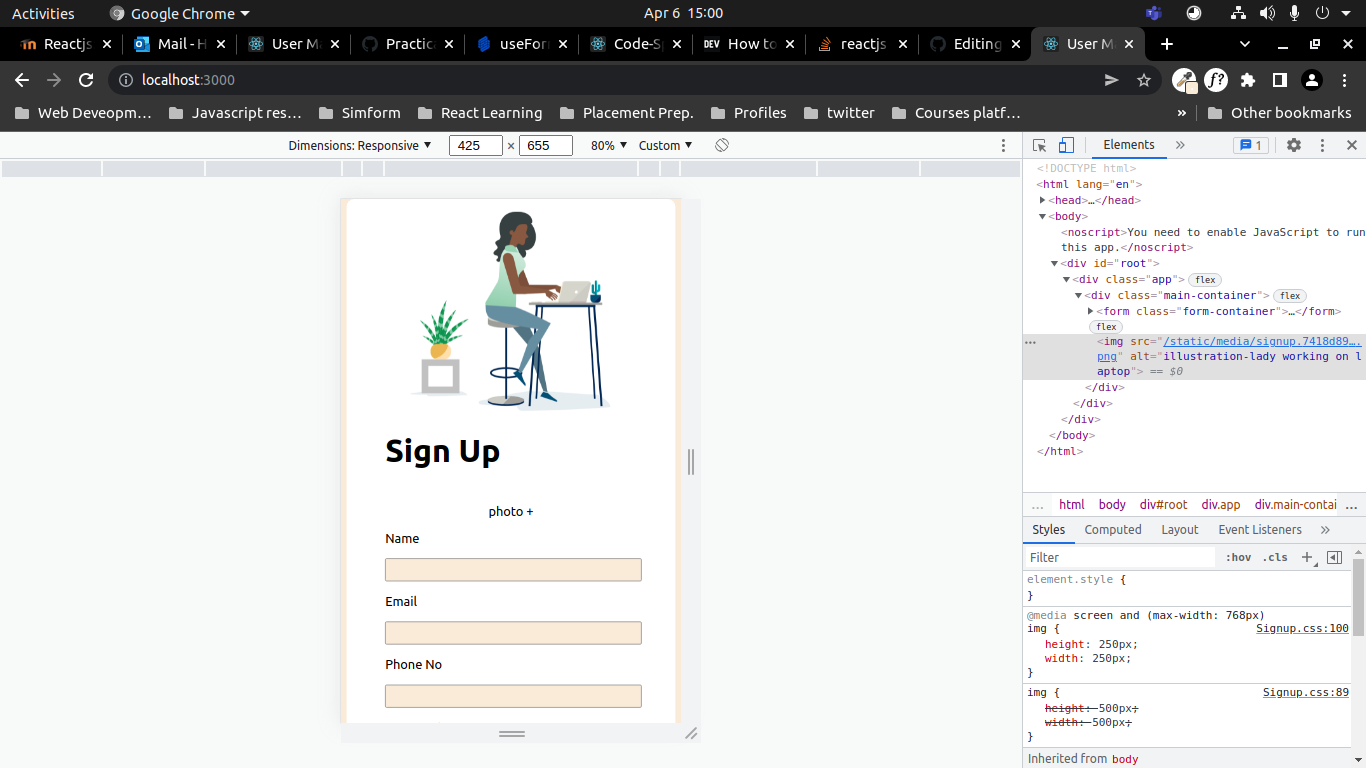 Activities Google Chrome Apr 6 15:00
Reactjs Mail - H User Ma Practic useForm Code-Sp DEV How to reactjs Editing User Ma
localhost:3000 f?
Web Deveopm… Javascript res… Simform React Learning Placement Prep. Profiles twitter Courses platf… » Other bookmarks
Dimensions: Responsive 425 × 655 80% Custom
Elements » 1
<!DOCTYPE html>
<html lang="en">
<head>…</head>
<body>
<noscript>You need to enable JavaScript to run
this app.</noscript>
<div id="root">
<div class="app"> flex
<div class="main-container"> flex
<form class="form-container">…</form>
flex
… <img src="/static/media/signup.7418d89….
png" alt="illustration-lady working on l
aptop"> == $0
</div>
</div>
</div>
</body>
</html>
… html body div#root div.app div.main-contai …
Styles Computed Layout Event Listeners »
Filter :hov .cls +
element.style {
}
@media screen and (max-width: 768px)
img { Signup.css:100
height: 250px;
width: 250px;
}
img { Signup.css:89
height: 500px;
width: 500px;
}
Inherited from body
Sign Up
photo +
Name
Email
Phone No